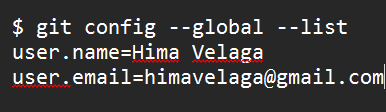 $ git config --global --list
user.name=Hima Velaga
user.email=himavelaga@gmail.com